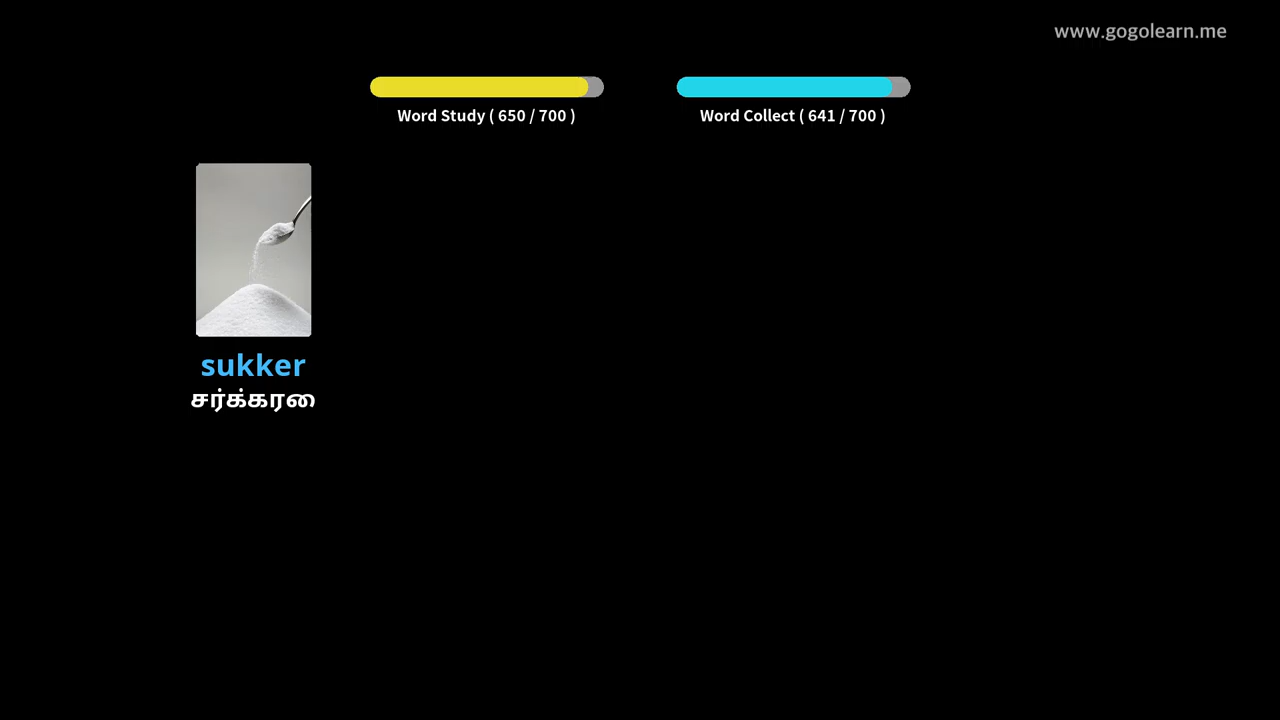 www.gogolearn.me
Word Study ( 650 / 700 )
Word Collect ( 641 / 700 )
sukker
சர்க்கரை